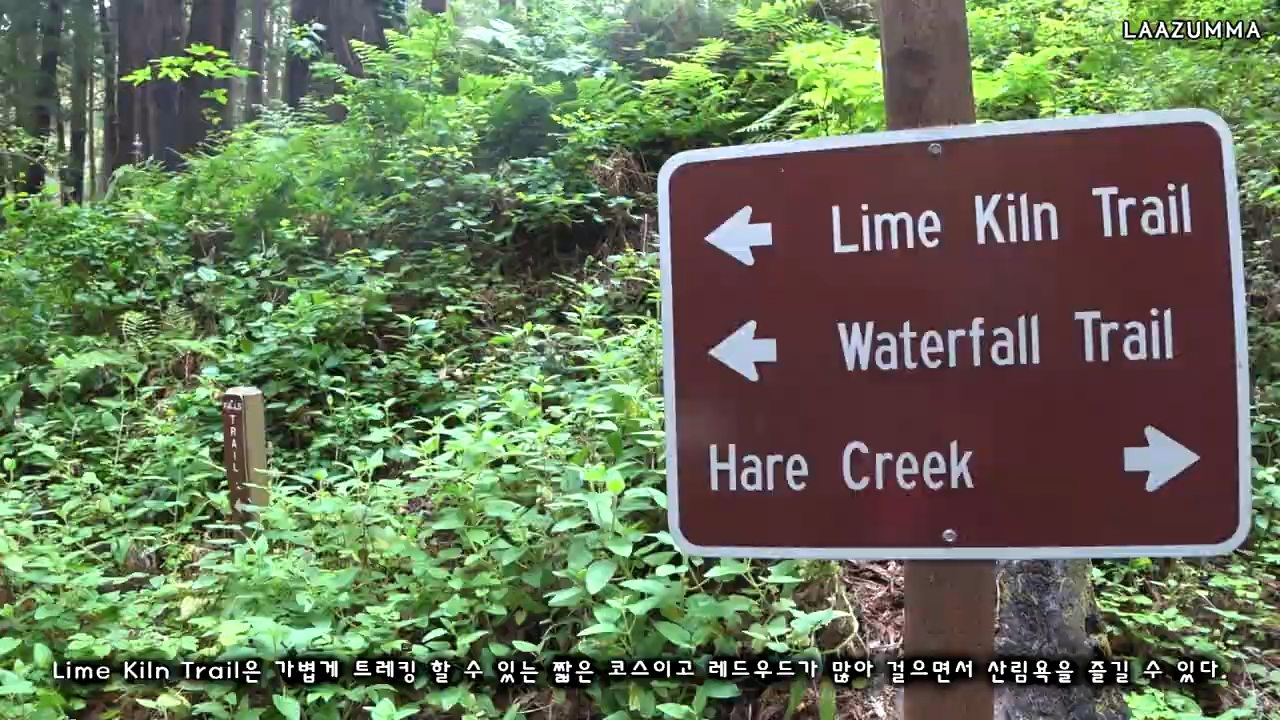 LAAZUMMA
Lime Kiln Trail
Waterfall Trail
Hare Creek
FALLS
TRAIL
Lime Kiln Trail은 가볍게 트레킹 할 수 있는 짧은 코스이고 레드우드가 많아 걸으면서 산림욕을 즐길 수 있다.